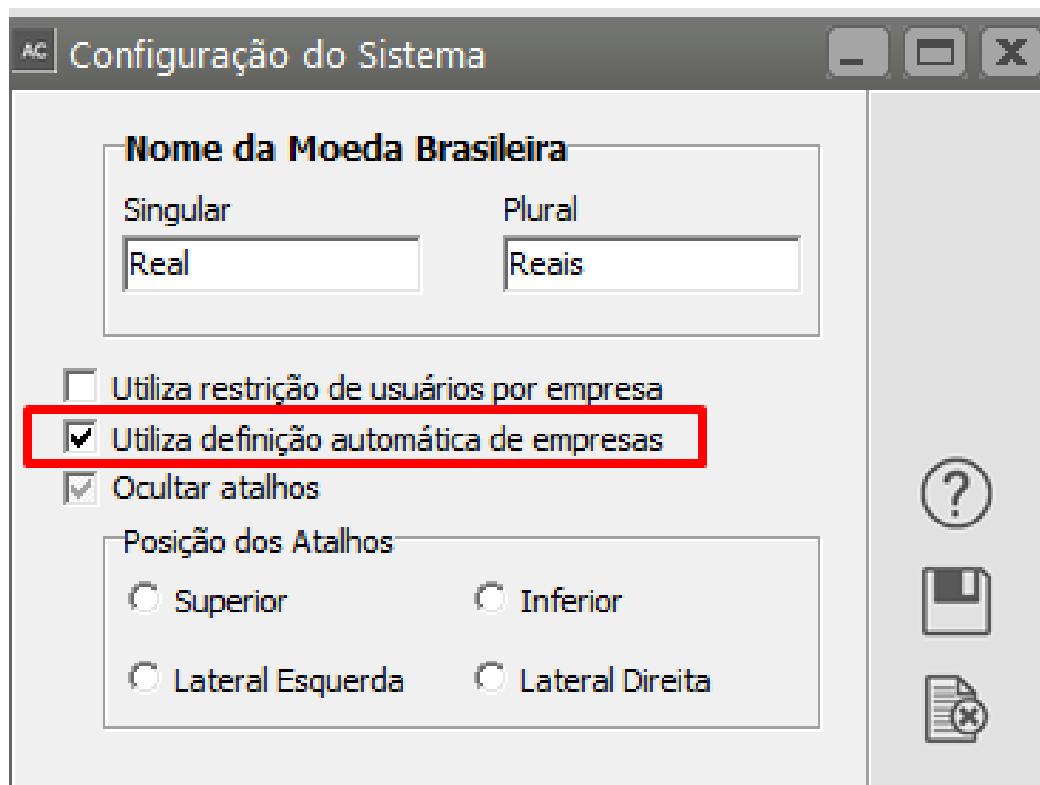 AC Configuração do Sistema
Nome da Moeda Brasileira
Singular Plural
Real Reais
Utiliza restrição de usuários por empresa
Utiliza definição automática de empresas
Ocultar atalhos
Posição dos Atalhos
Superior Inferior
Lateral Esquerda Lateral Direita